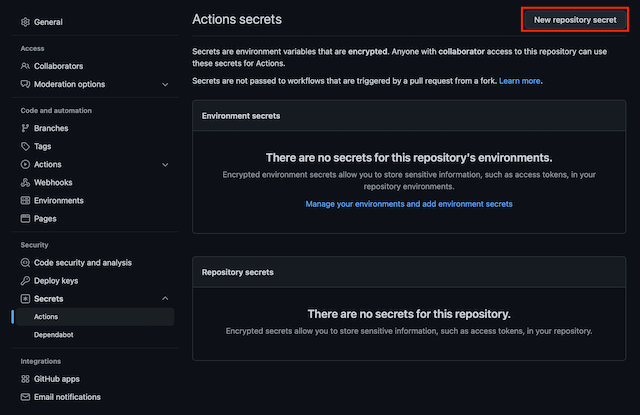 General
Access
Collaborators
Moderation options
Code and automation
Branches
Tags
Actions
Webhooks
Environments
Pages
Security
Code security and analysis
Deploy keys
Secrets
Actions
Dependabot
Integrations
GitHub apps
Email notifications
Actions secrets
New repository secret
Secrets are environment variables that are encrypted. Anyone with collaborator access to this repository can use
these secrets for Actions.
Secrets are not passed to workflows that are triggered by a pull request from a fork. Learn more.
Environment secrets
There are no secrets for this repository's environments.
Encrypted environment secrets allow you to store sensitive information, such as access tokens, in your
repository environments.
Manage your environments and add environment secrets
Repository secrets
There are no secrets for this repository.
Encrypted secrets allow you to store sensitive information, such as access tokens, in your repository.